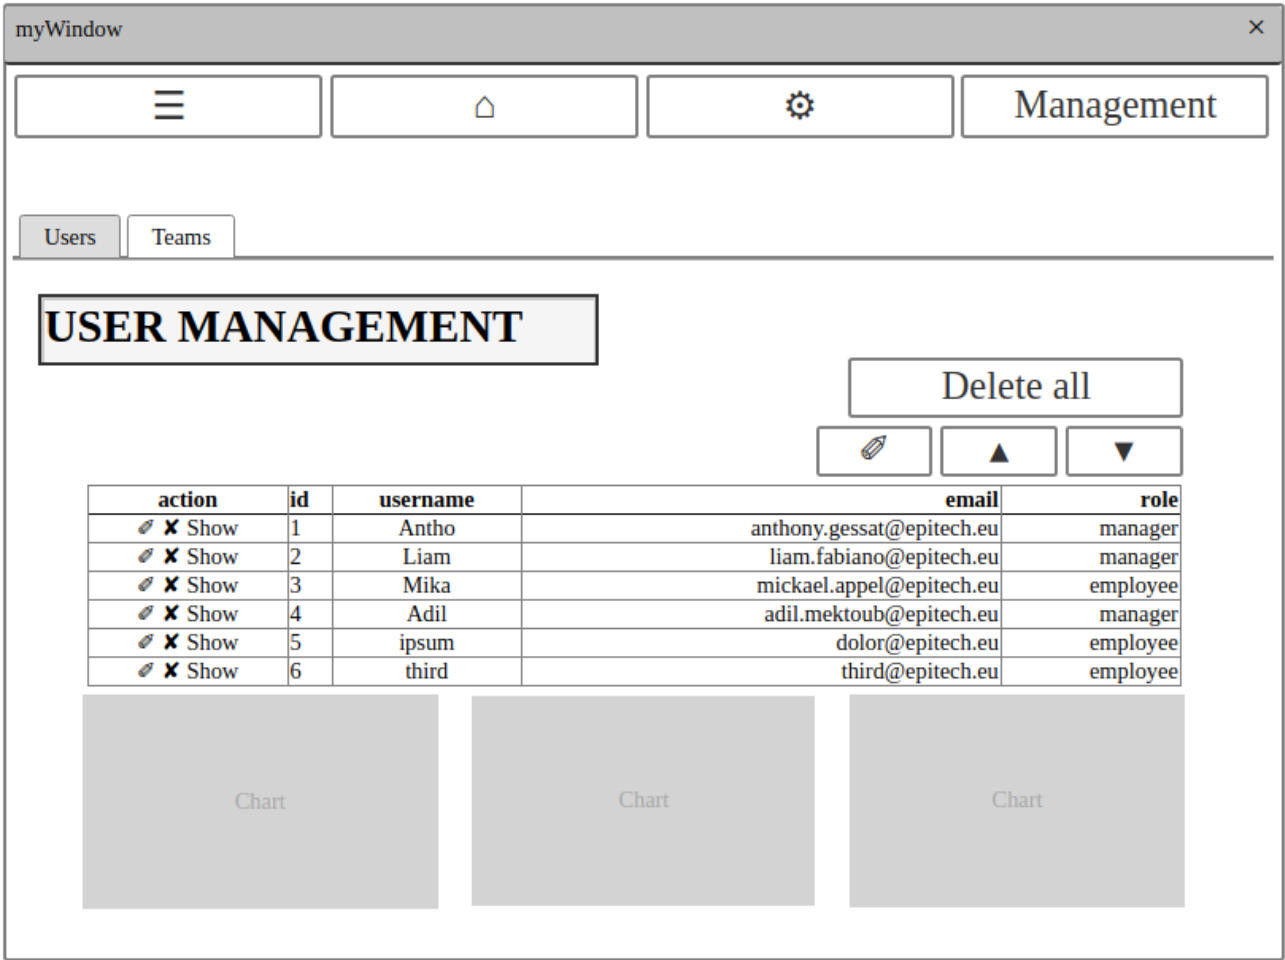 myWindow ×
☰ ⌂ ⚙ Management
Users Teams
USER MANAGEMENT
Delete all
✐ ▲ ▼
action id username email role
✐ ✘ Show 1 Antho anthony.gessat@epitech.eu manager
✐ ✘ Show 2 Liam liam.fabiano@epitech.eu manager
✐ ✘ Show 3 Mika mickael.appel@epitech.eu employee
✐ ✘ Show 4 Adil adil.mektoub@epitech.eu manager
✐ ✘ Show 5 ipsum dolor@epitech.eu employee
✐ ✘ Show 6 third third@epitech.eu employee
Chart Chart Chart